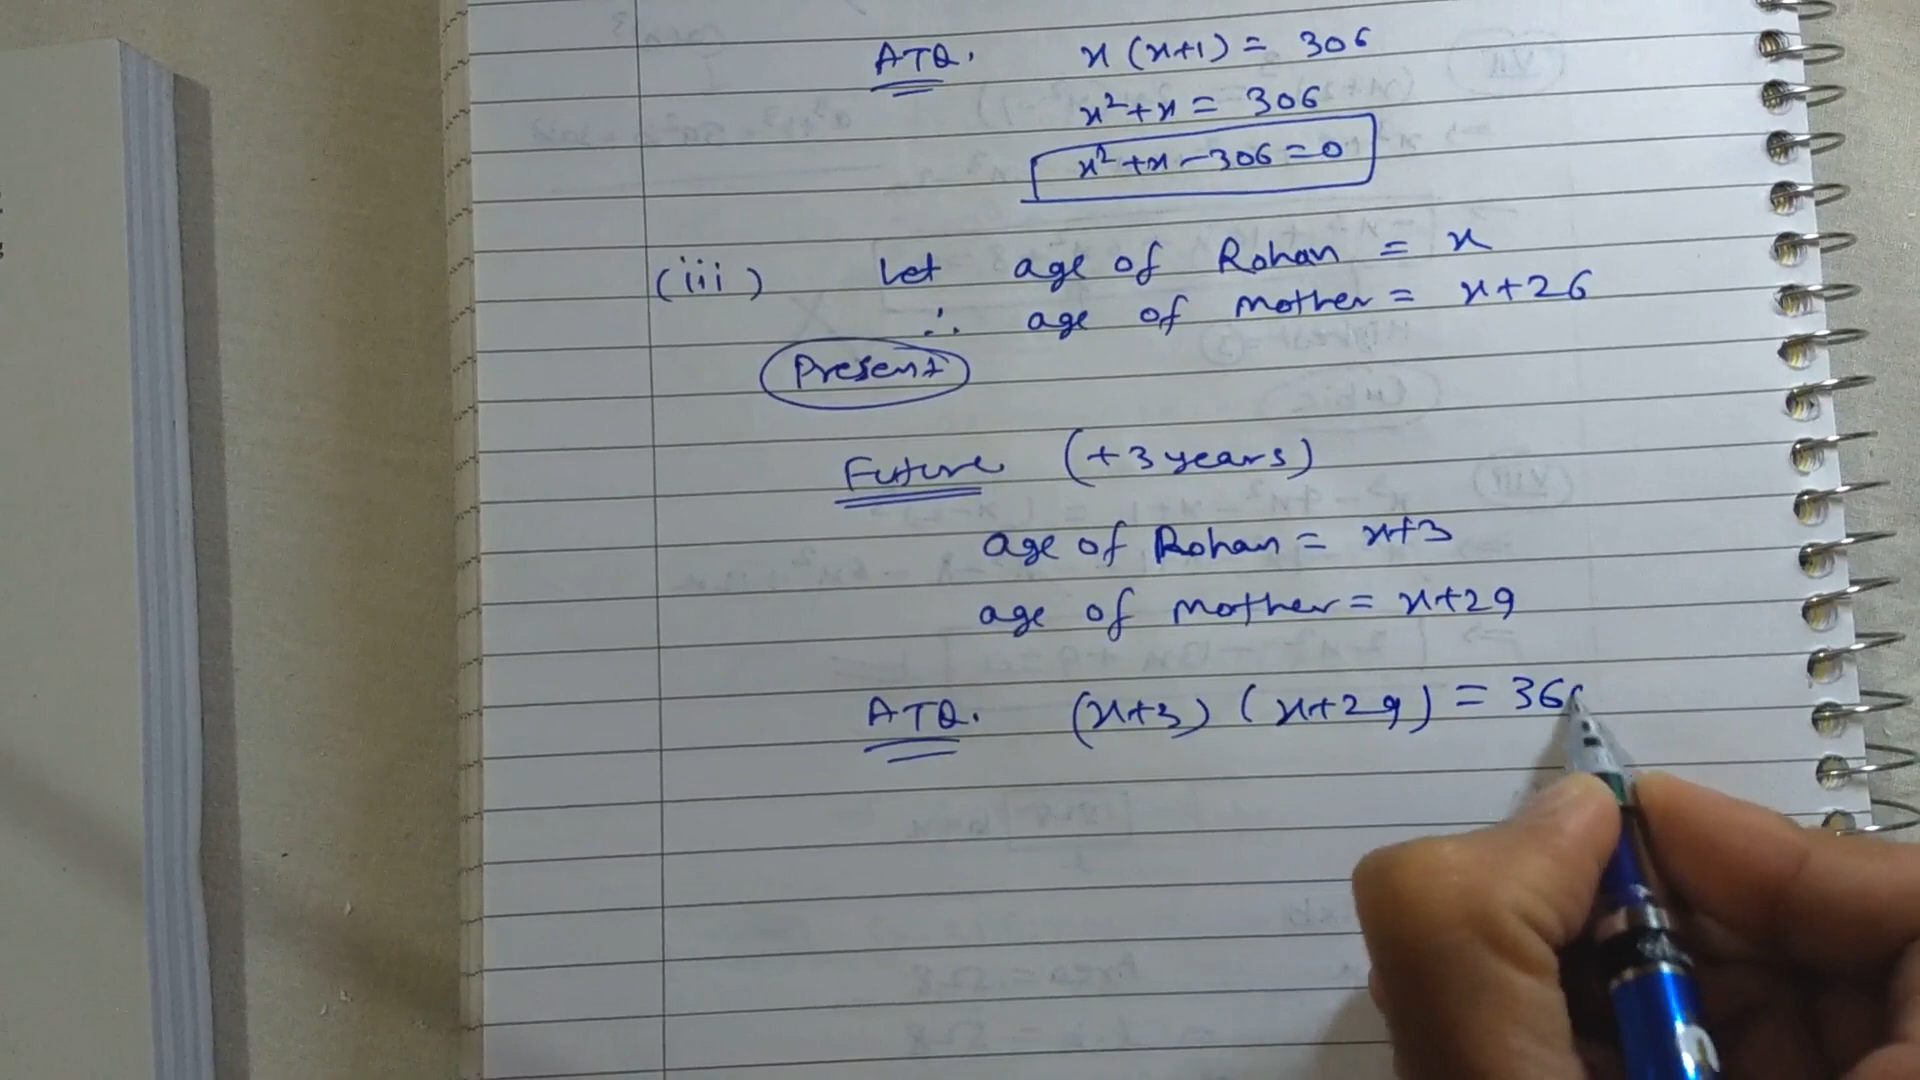 ATQ. x (x+1) = 306
x²+x = 306
x²+x-306=0
(iii) Let age of Rohan = x
∴ age of mother = x+26
Present
Future (+3 years)
age of Rohan = x+3
age of mother = x+29
ATQ. (x+3) (x+29) = 36